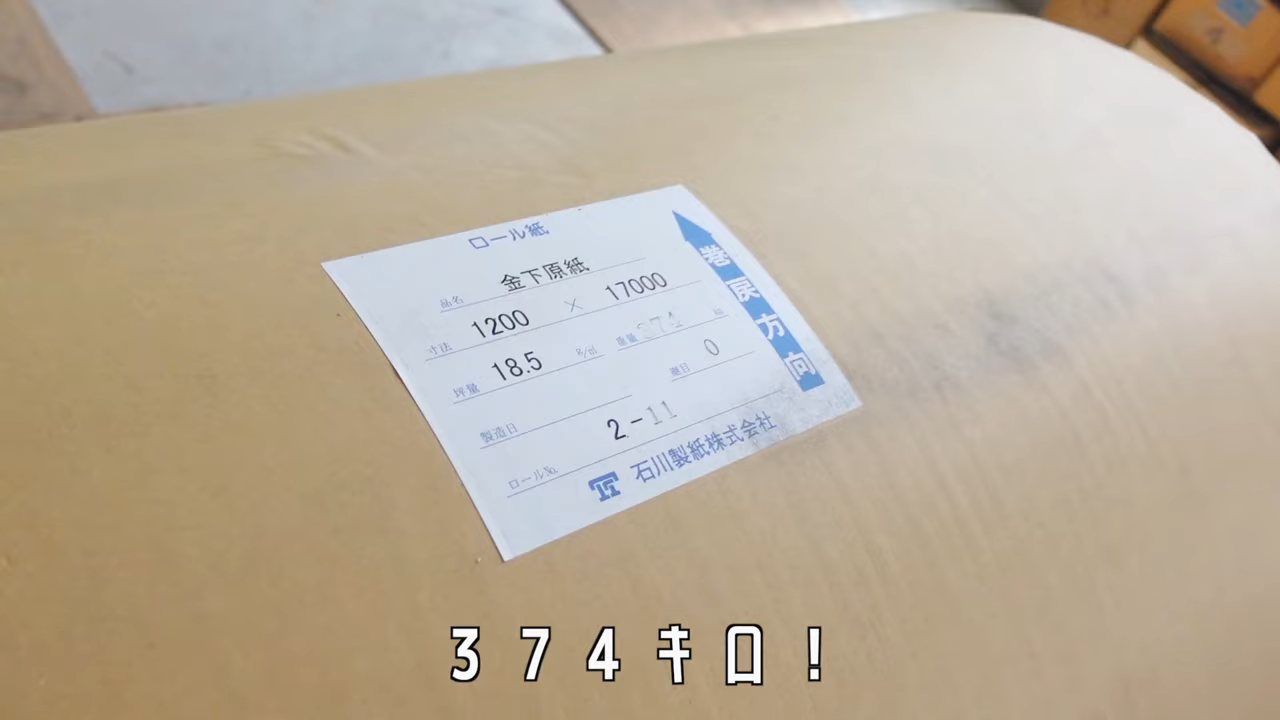 ロール紙
品名 金下原紙
寸法 1200 × 17000
坪量 18.5 g/㎡ 重量 374 kg
製造日 継目 0
ロール№ 2-11
石川製紙株式会社
巻戻方向
374キロ!